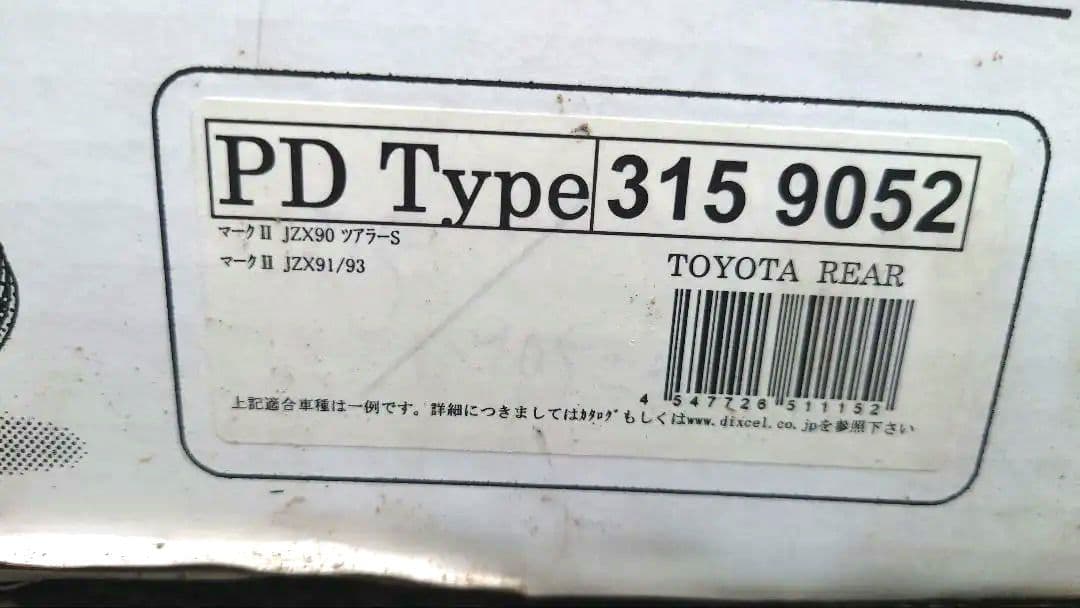 PD Type 315 9052
マークⅡ JZX90 ツアラーS
マークⅡ JZX91/93
TOYOTA REAR
4 547726 511152
上記適合車種は一例です。詳細につきましてはｶﾀﾛｸﾞもしくはwww.dixcel.co.jpを参照下さい